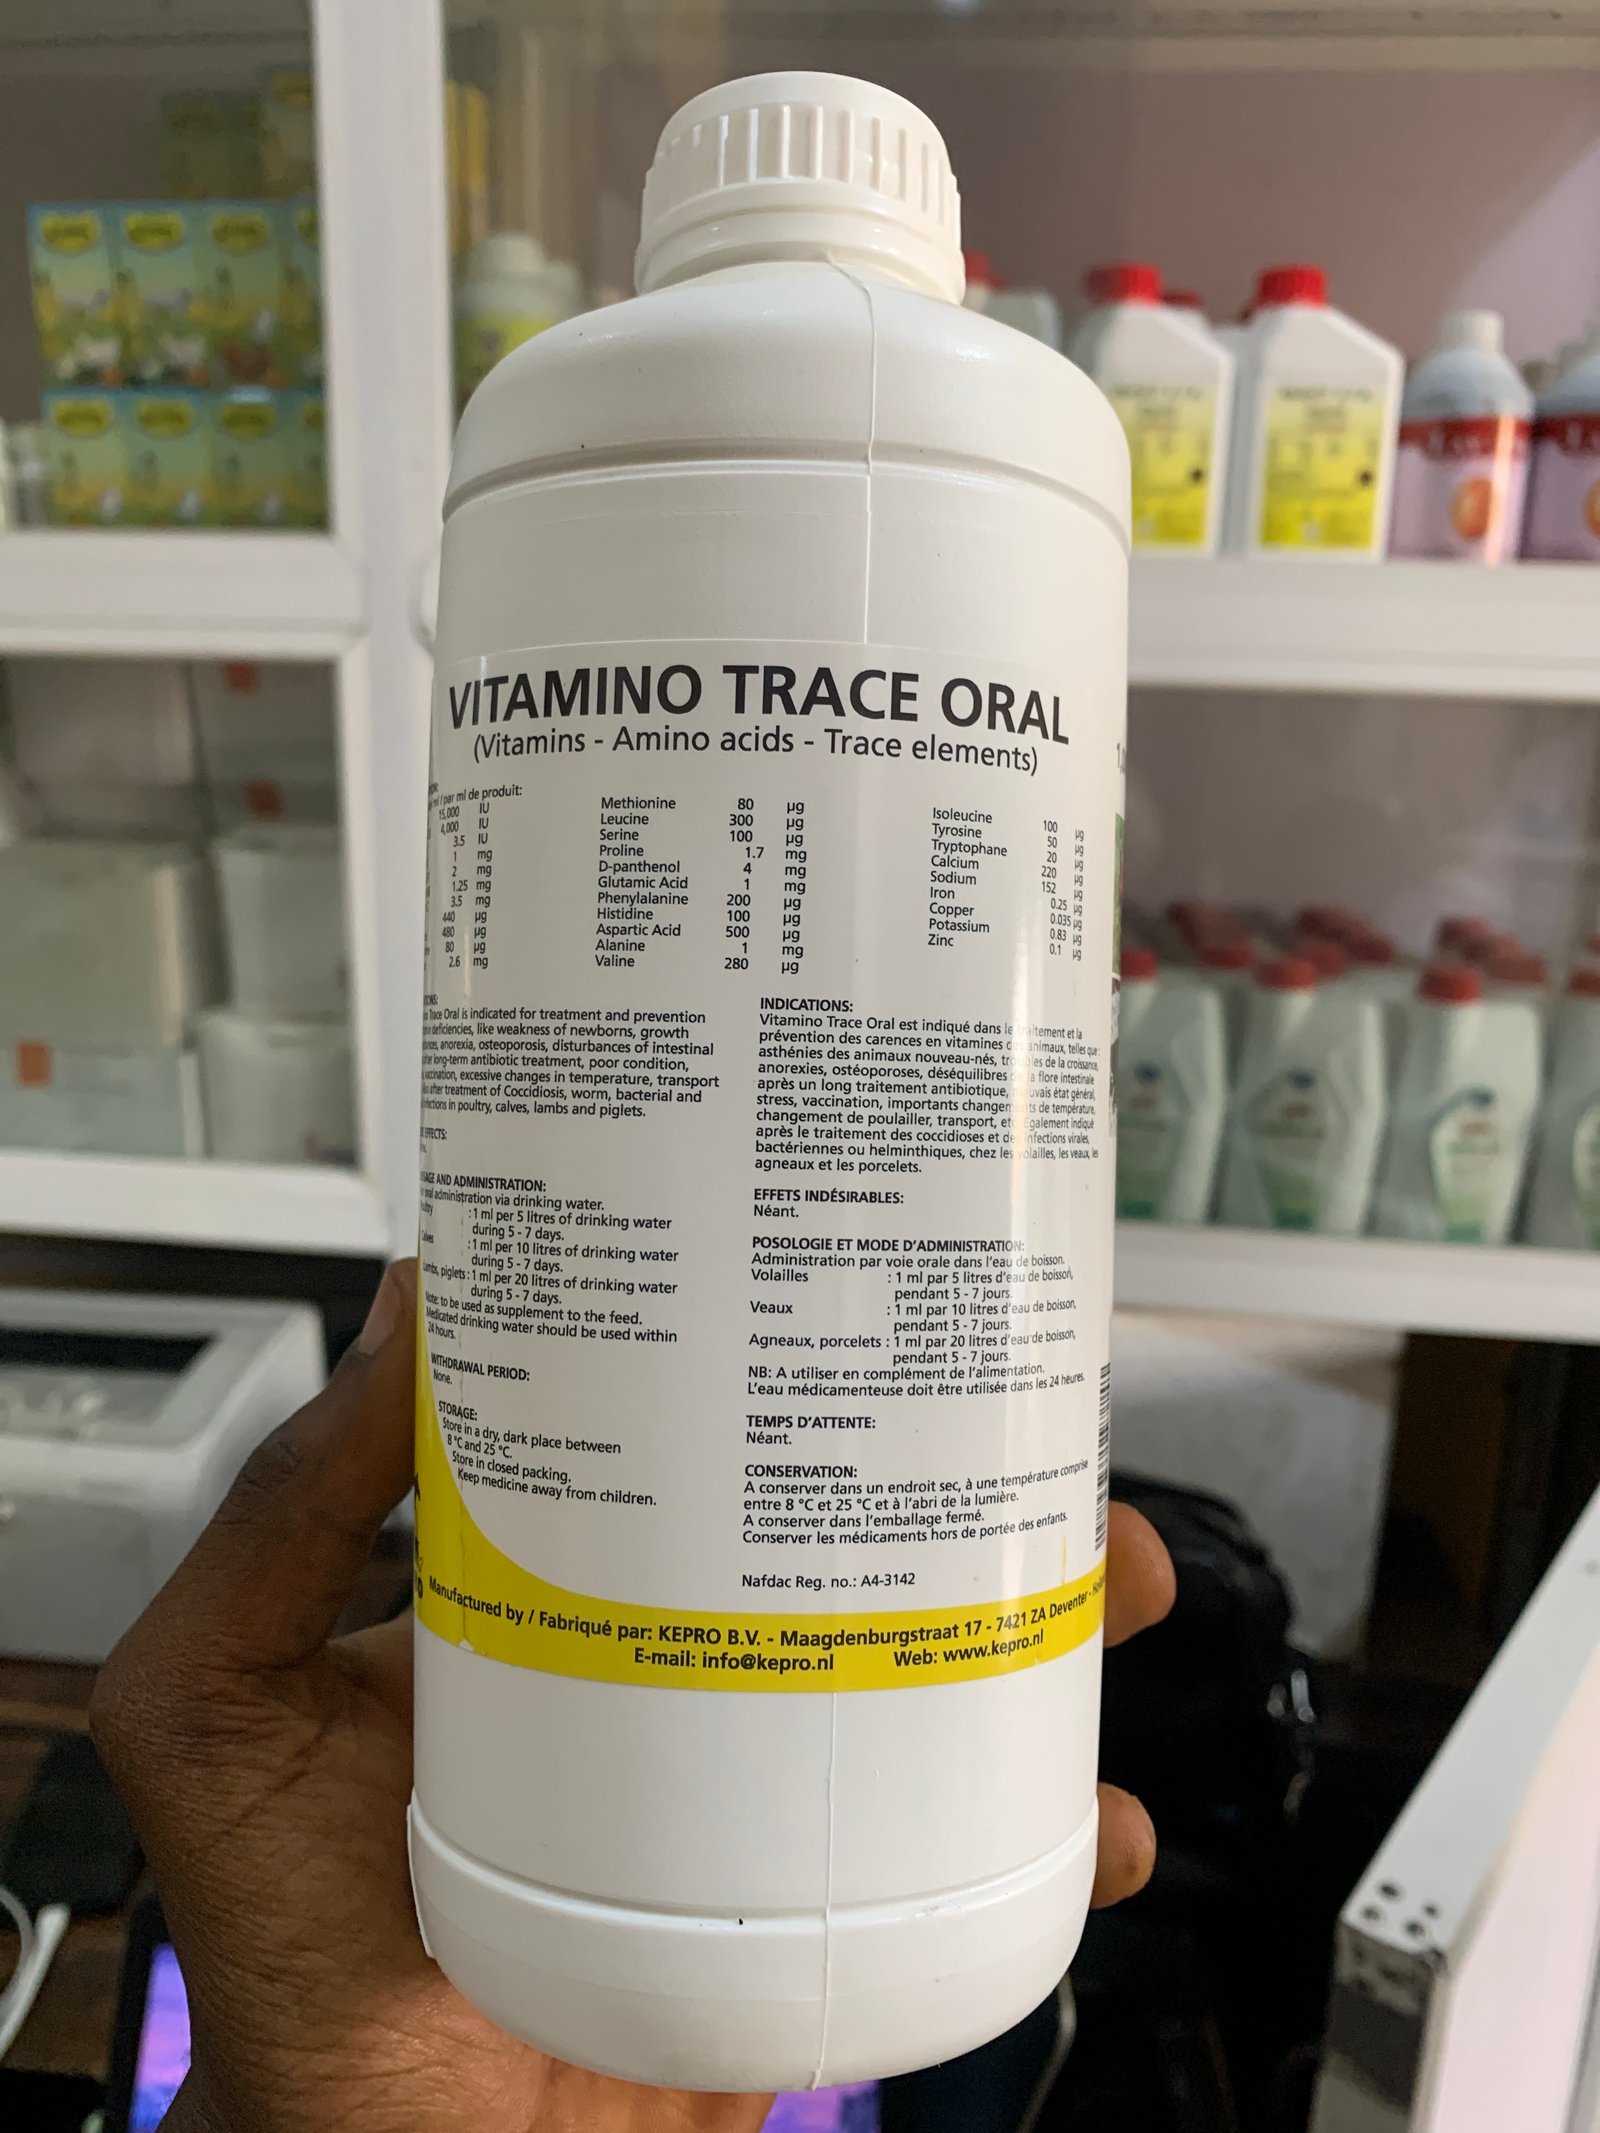 VITAMINO TRACE ORAL
(Vitamins - Amino acids - Trace elements)
ml / par ml de produit:
15,000 IU
4,000 IU
3.5 IU
1 mg
2 mg
1.25 mg
3.5 mg
440 µg
480 µg
80 µg
2.6 mg
Methionine 80 µg
Leucine 300 µg
Serine 100 µg
Proline 1.7 mg
D-panthenol 4 mg
Glutamic Acid 1 mg
Phenylalanine 200 µg
Histidine 100 µg
Aspartic Acid 500 µg
Alanine 1 mg
Valine 280 µg
Isoleucine 100 µg
Tyrosine 50 µg
Tryptophane 20 µg
Calcium 220 µg
Sodium 152 µg
Iron 0.25 µg
Copper 0.035 µg
Potassium 0.83 µg
Zinc 0.1 µg
Trace Oral is indicated for treatment and prevention
deficiencies, like weakness of newborns, growth
anorexia, osteoporosis, disturbances of intestinal
long-term antibiotic treatment, poor condition,
vaccination, excessive changes in temperature, transport
after treatment of Coccidiosis, worm, bacterial and
infections in poultry, calves, lambs and piglets.
EFFECTS:
AND ADMINISTRATION:
oral administration via drinking water.
: 1 ml per 5 litres of drinking water
during 5 - 7 days.
: 1 ml per 10 litres of drinking water
during 5 - 7 days.
Lambs, piglets : 1 ml per 20 litres of drinking water
during 5 - 7 days.
Note: to be used as supplement to the feed.
Medicated drinking water should be used within
24 hours.
WITHDRAWAL PERIOD:
None.
STORAGE:
Store in a dry, dark place between
8 °C and 25 °C.
Store in closed packing.
Keep medicine away from children.
INDICATIONS:
Vitamino Trace Oral est indiqué dans le traitement et la
prévention des carences en vitamines des animaux, telles que:
asthénies des animaux nouveau-nés, troubles de la croissance,
anorexies, ostéoporoses, déséquilibres de la flore intestinale
après un long traitement antibiotique, mauvais état général,
stress, vaccination, importants changements de température,
changement de poulailler, transport, etc. Egalement indiqué
après le traitement des coccidioses et des infections virales,
bactériennes ou helminthiques, chez les volailles, les veaux, les
agneaux et les porcelets.
EFFETS INDÉSIRABLES:
Néant.
POSOLOGIE ET MODE D'ADMINISTRATION:
Administration par voie orale dans l'eau de boisson.
Volailles : 1 ml par 5 litres d'eau de boisson,
pendant 5 - 7 jours.
Veaux : 1 ml par 10 litres d'eau de boisson,
pendant 5 - 7 jours.
Agneaux, porcelets : 1 ml par 20 litres d'eau de boisson,
pendant 5 - 7 jours.
NB: A utiliser en complément de l'alimentation.
L'eau médicamenteuse doit être utilisée dans les 24 heures.
TEMPS D'ATTENTE:
Néant.
CONSERVATION:
A conserver dans un endroit sec, à une température comprise
entre 8 °C et 25 °C et à l'abri de la lumière.
A conserver dans l'emballage fermé.
Conserver les médicaments hors de portée des enfants.
Nafdac Reg. no.: A4-3142
Manufactured by / Fabriqué par: KEPRO B.V. - Maagdenburgstraat 17 - 7421 ZA Deventer -
E-mail: info@kepro.nl Web: www.kepro.nl